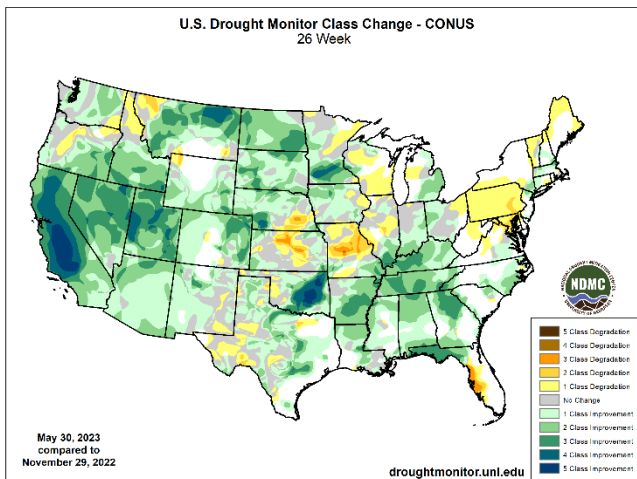 U.S. Drought Monitor Class Change - CONUS
26 Week
NDMC
5 Class Degradation
4 Class Degradation
3 Class Degradation
2 Class Degradation
1 Class Degradation
No Change
1 Class Improvement
2 Class Improvement
3 Class Improvement
4 Class Improvement
5 Class Improvement
May 30, 2023
compared to
November 29, 2022
droughtmonitor.unl.edu